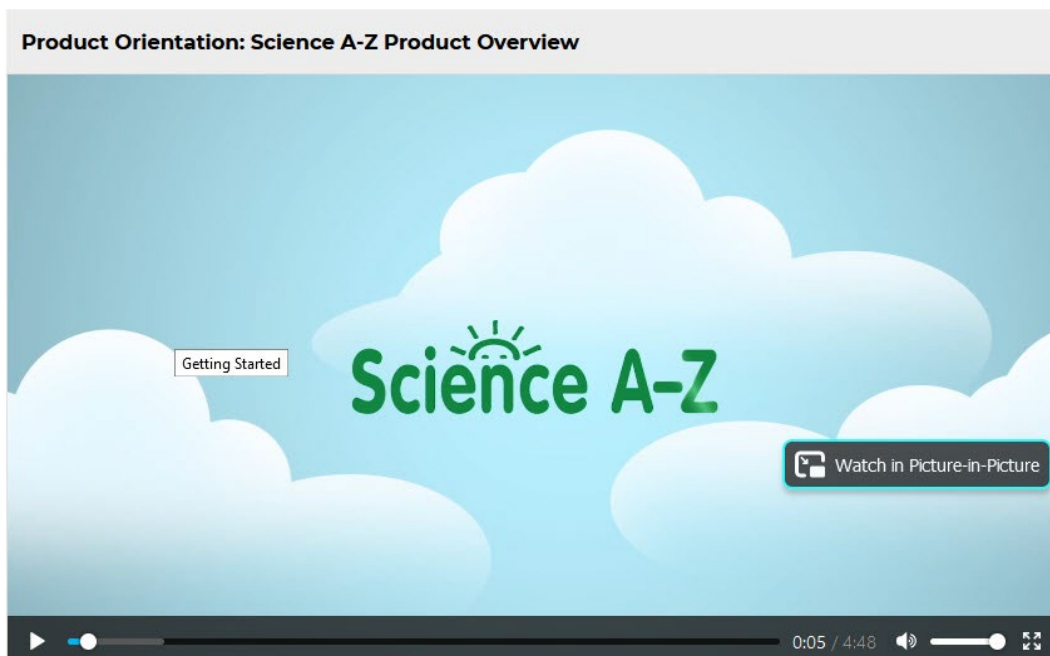 Product Orientation: Science A-Z Product Overview
Getting Started
Science A-Z
Watch in Picture-in-Picture
0:05 / 4:48